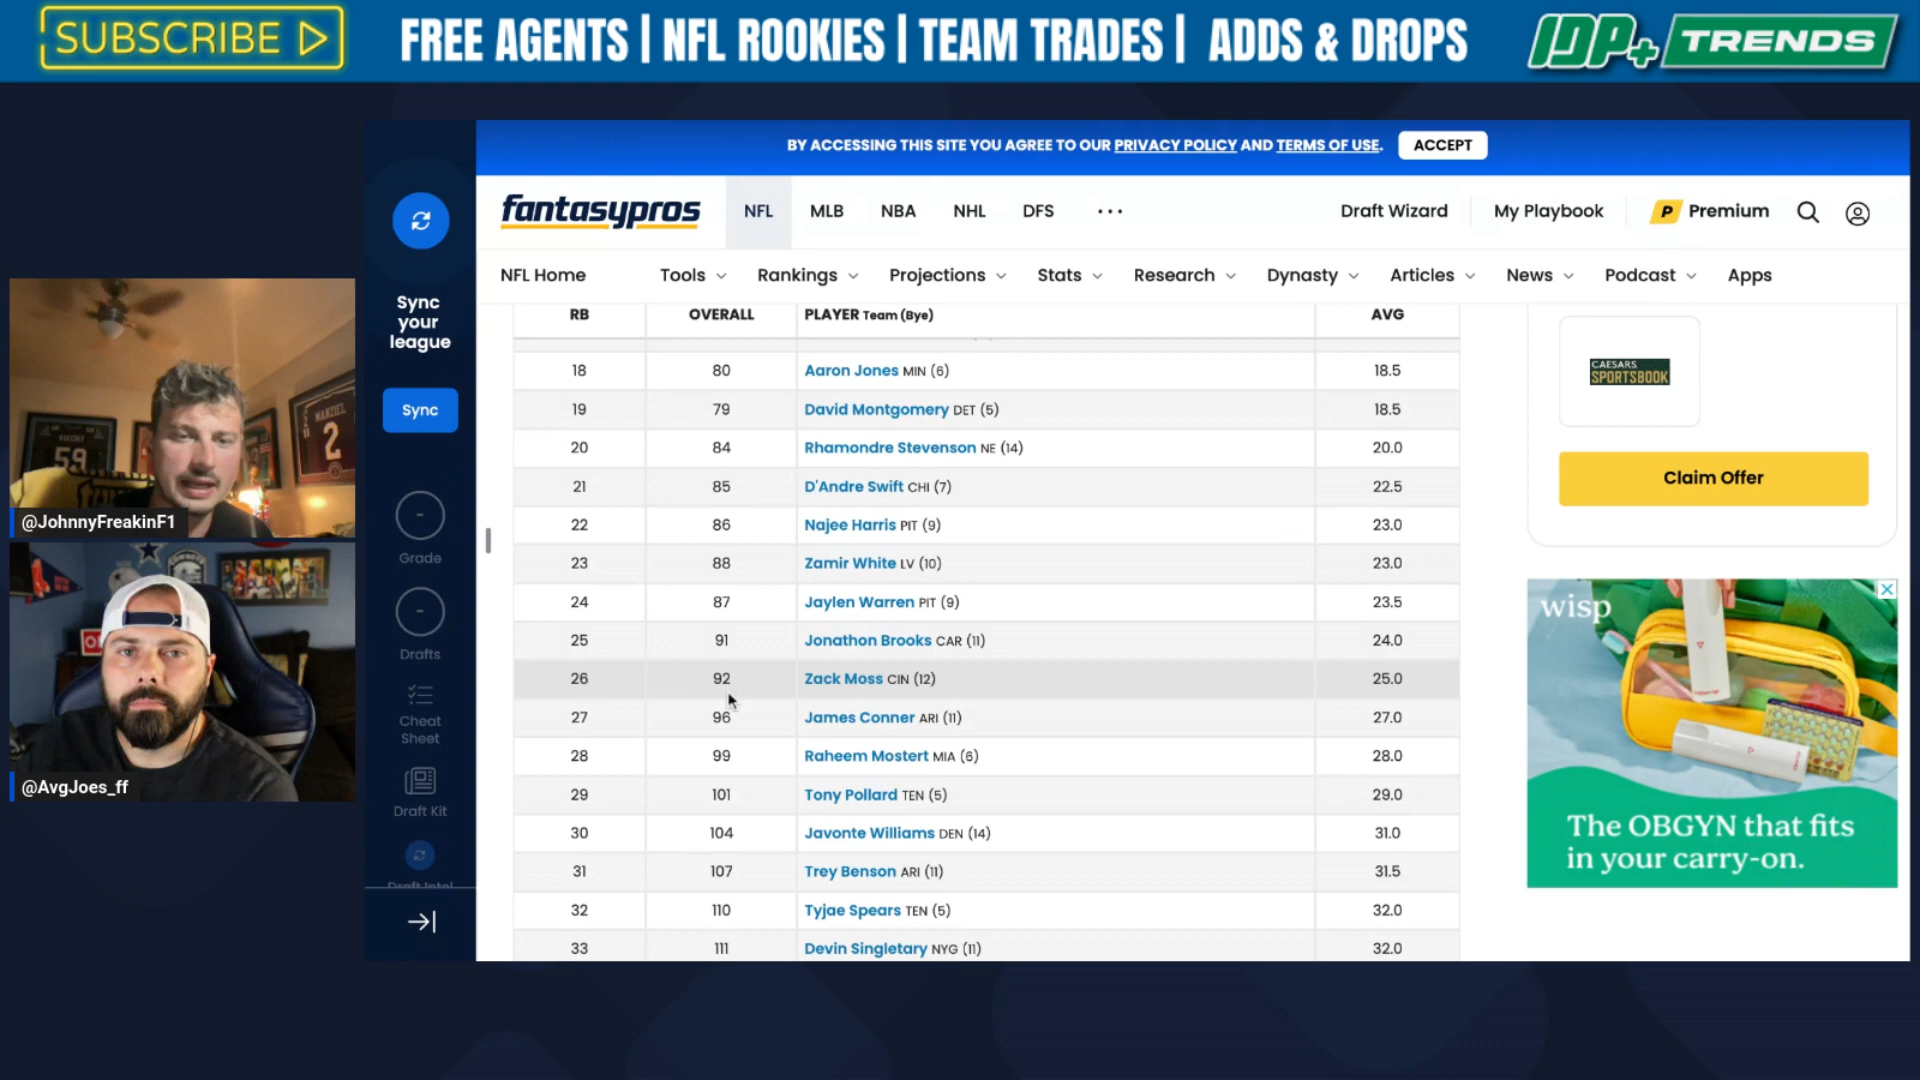 SUBSCRIBE
FREE AGENTS | NFL ROOKIES | TEAM TRADES | ADDS & DROPS
IDP+ TRENDS
BY ACCESSING THIS SITE YOU AGREE TO OUR PRIVACY POLICY AND TERMS OF USE. ACCEPT
fantasypros NFL MLB NBA NHL DFS ... Draft Wizard My Playbook P Premium
NFL Home Tools Rankings Projections Stats Research Dynasty Articles News Podcast Apps
Sync
your
league
Sync
-
Grade
-
Drafts
Cheat
Sheet
Draft Kit
Draft Intel
RB OVERALL PLAYER Team (Bye) AVG
18 80 Aaron Jones MIN (6) 18.5
19 79 David Montgomery DET (5) 18.5
20 84 Rhamondre Stevenson NE (14) 20.0
21 85 D'Andre Swift CHI (7) 22.5
22 86 Najee Harris PIT (9) 23.0
23 88 Zamir White LV (10) 23.0
24 87 Jaylen Warren PIT (9) 23.5
25 91 Jonathon Brooks CAR (11) 24.0
26 92 Zack Moss CIN (12) 25.0
27 96 James Conner ARI (11) 27.0
28 99 Raheem Mostert MIA (6) 28.0
29 101 Tony Pollard TEN (5) 29.0
30 104 Javonte Williams DEN (14) 31.0
31 107 Trey Benson ARI (11) 31.5
32 110 Tyjae Spears TEN (5) 32.0
33 111 Devin Singletary NYG (11) 32.0
CAESARS
SPORTSBOOK
Claim Offer
wisp
The OBGYN that fits
in your carry-on.
59
MANZIEL
2
@JohnnyFreakinF1
@AvgJoes_ff